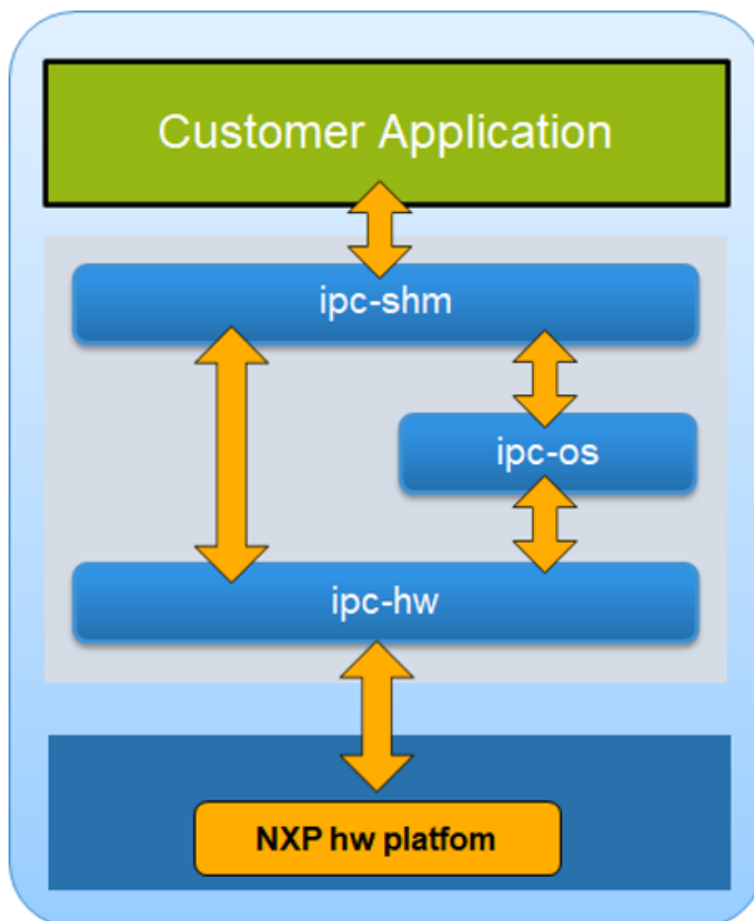 Customer Application
ipc-shm
ipc-os
ipc-hw
NXP hw platfom